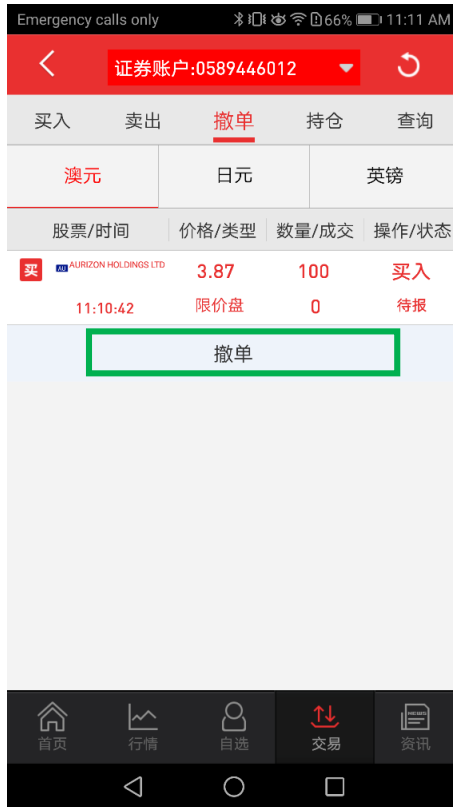 Emergency calls only 66% 11:11 AM
证券账户:0589446012
买入 卖出 撤单 持仓 查询
澳元 日元 英镑
股票/时间 价格/类型 数量/成交 操作/状态
买 AU AURIZON HOLDINGS LTD 3.87 100 买入
11:10:42 限价盘 0 待报
撤单
首页 行情 自选 交易 资讯